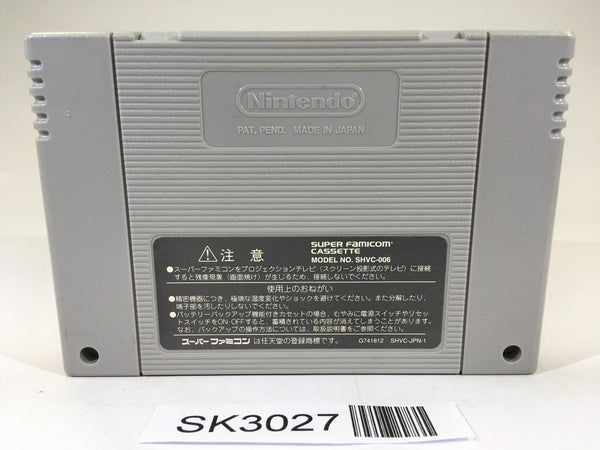 Nintendo®
PAT. PEND. MADE IN JAPAN
⚠注 意
SUPER FAMICOM™
CASSETTE
MODEL NO. SHVC-006
●スーパーファミコンをプロジェクションテレビ(スクリーン投影式のテレビ)に接続
すると残像現象(画面焼け)が生じるため、接続しないでください。
使用上のおねがい
●精密機器につき、極端な温度変化やショックを避けてください。また分解したり、
端子部を汚したりしないでください。
●バッテリーバックアップ機能付きカセットの場合、むやみに電源スイッチやリセ
ットスイッチをON・OFFすると、蓄積されている内容が消えてしまうことがあります。
なお、バックアップの操作方法については、取扱説明書をご参照ください。
スーパーファミコン は任天堂の登録商標です。 G741812 SHVC-JPN-1
SK3027